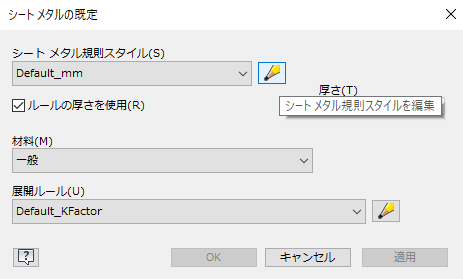 シート メタルの既定
シート メタル規則スタイル(S)
Default_mm
厚さ(T)
ルールの厚さを使用(R)
シート メタル規則スタイルを編集
材料(M)
一般
展開ルール(U)
Default_KFactor
OK
キャンセル
適用